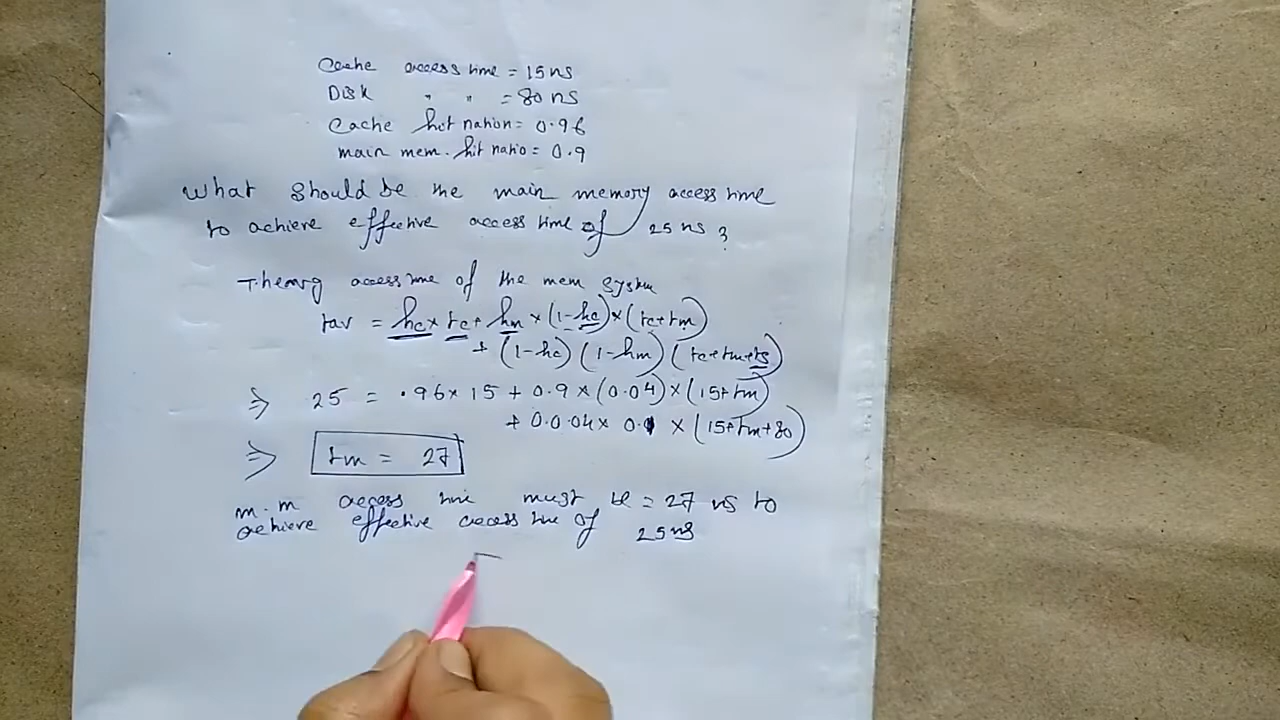 Cache access time = 15 ns
Disk " " = 80 ns
Cache hit ration = 0.96
main mem. hit ratio = 0.9
what should be the main memory access time
to achieve effective access time of 25 ns ?
The avg access time of the mem system
tav = hc × tc + hm × (1-hc) × (tc+tm)
+ (1-hc) (1-hm) (tc+tm+ts)
⇒ 25 = .96 × 15 + 0.9 × (0.04) × (15+tm)
+ 0.0.04 × 0.1 × (15+tm+80)
⇒ tm = 27
m.m access time must be = 27 ns to
achieve effective access time of 25 ns